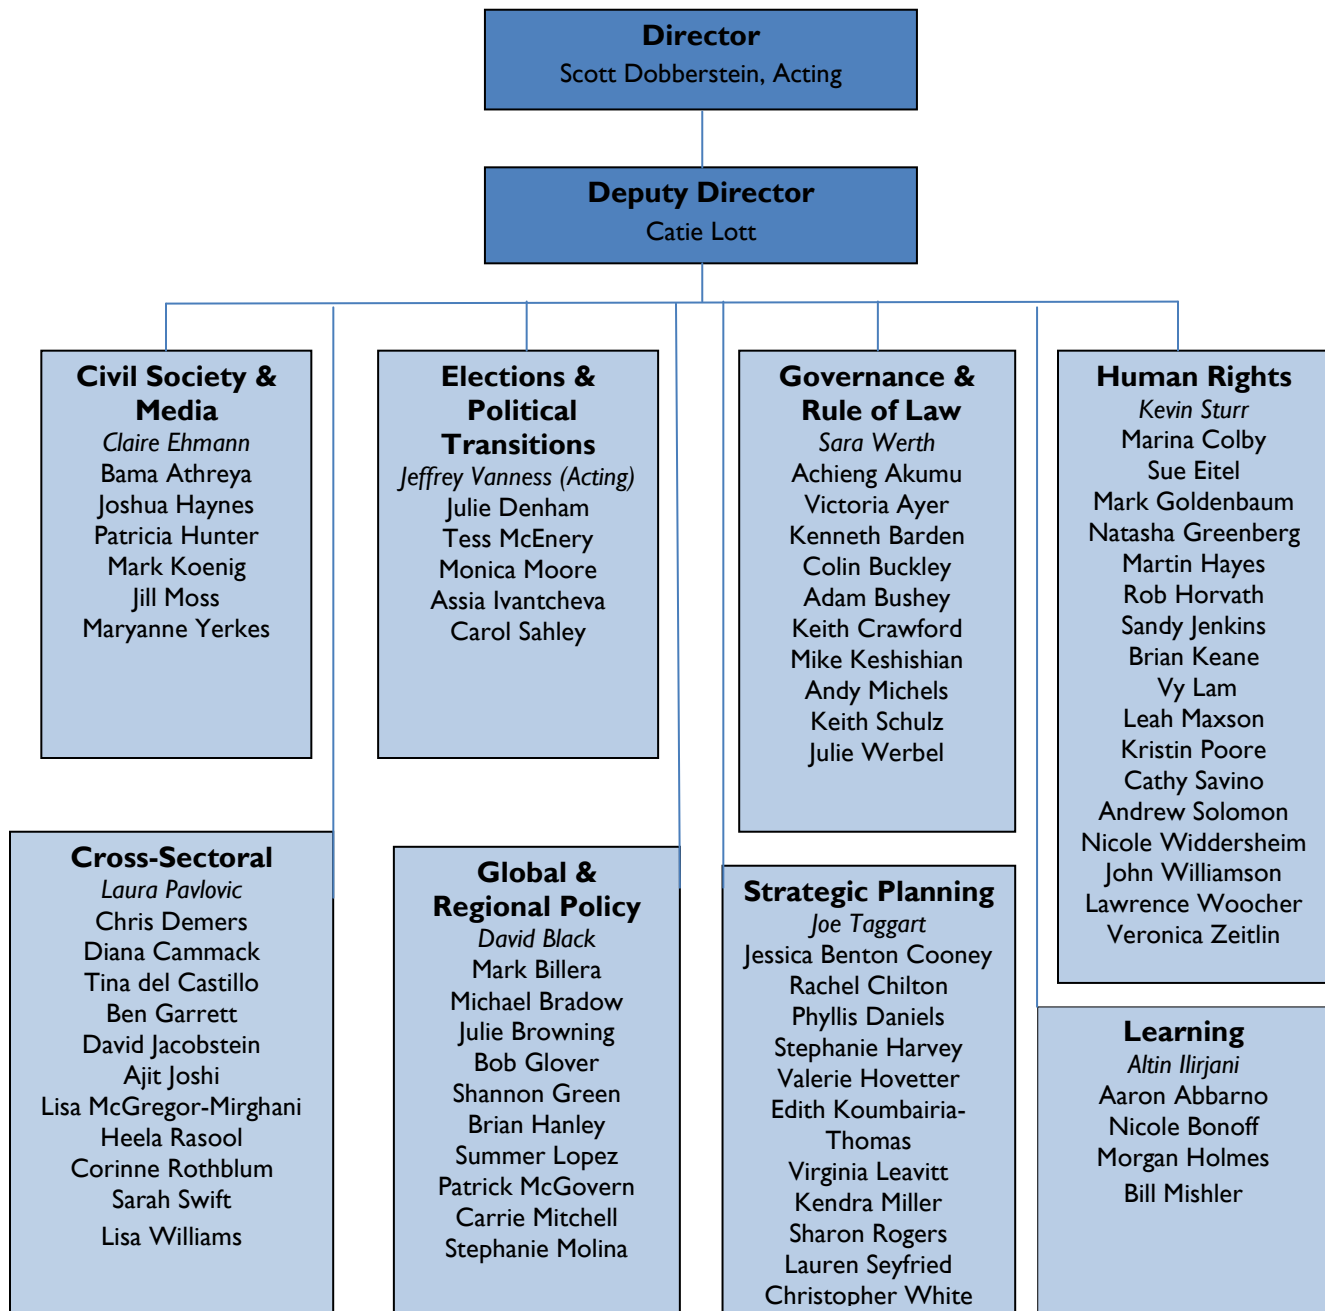 Director
Scott Dobberstein, Acting
Deputy Director
Catie Lott
Civil Society &
Media
Claire Ehmann
Bama Athreya
Joshua Haynes
Patricia Hunter
Mark Koenig
Jill Moss
Maryanne Yerkes
Elections &
Political
Transitions
Jeffrey Vanness (Acting)
Julie Denham
Tess McEnery
Monica Moore
Assia Ivantcheva
Carol Sahley
Governance &
Rule of Law
Sara Werth
Achieng Akumu
Victoria Ayer
Kenneth Barden
Colin Buckley
Adam Bushey
Keith Crawford
Mike Keshishian
Andy Michels
Keith Schulz
Julie Werbel
Human Rights
Kevin Sturr
Marina Colby
Sue Eitel
Mark Goldenbaum
Natasha Greenberg
Martin Hayes
Rob Horvath
Sandy Jenkins
Brian Keane
Vy Lam
Leah Maxson
Kristin Poore
Cathy Savino
Andrew Solomon
Nicole Widdersheim
John Williamson
Lawrence Woocher
Veronica Zeitlin
Cross-Sectoral
Laura Pavlovic
Chris Demers
Diana Cammack
Tina del Castillo
Ben Garrett
David Jacobstein
Ajit Joshi
Lisa McGregor-Mirghani
Heela Rasool
Corinne Rothblum
Sarah Swift
Lisa Williams
Global &
Regional Policy
David Black
Mark Billera
Michael Bradow
Julie Browning
Bob Glover
Shannon Green
Brian Hanley
Summer Lopez
Patrick McGovern
Carrie Mitchell
Stephanie Molina
Strategic Planning
Joe Taggart
Jessica Benton Cooney
Rachel Chilton
Phyllis Daniels
Stephanie Harvey
Valerie Hovetter
Edith Koumbairia-
Thomas
Virginia Leavitt
Kendra Miller
Sharon Rogers
Lauren Seyfried
Christopher White
Learning
Altin Ilirjani
Aaron Abbarno
Nicole Bonoff
Morgan Holmes
Bill Mishler